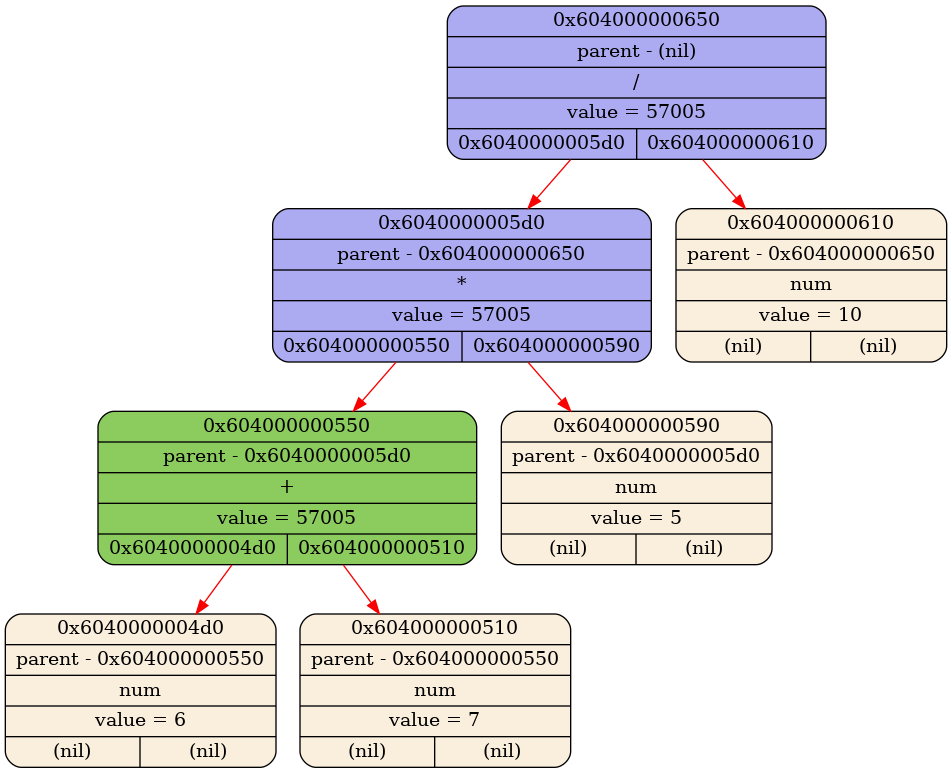 0x604000000650
parent - (nil)
/
value = 57005
0x6040000005d0 0x604000000610
0x6040000005d0
parent - 0x604000000650
*
value = 57005
0x604000000550 0x604000000590
0x604000000610
parent - 0x604000000650
num
value = 10
(nil) (nil)
0x604000000550
parent - 0x6040000005d0
+
value = 57005
0x6040000004d0 0x604000000510
0x604000000590
parent - 0x6040000005d0
num
value = 5
(nil) (nil)
0x6040000004d0
parent - 0x604000000550
num
value = 6
(nil) (nil)
0x604000000510
parent - 0x604000000550
num
value = 7
(nil) (nil)